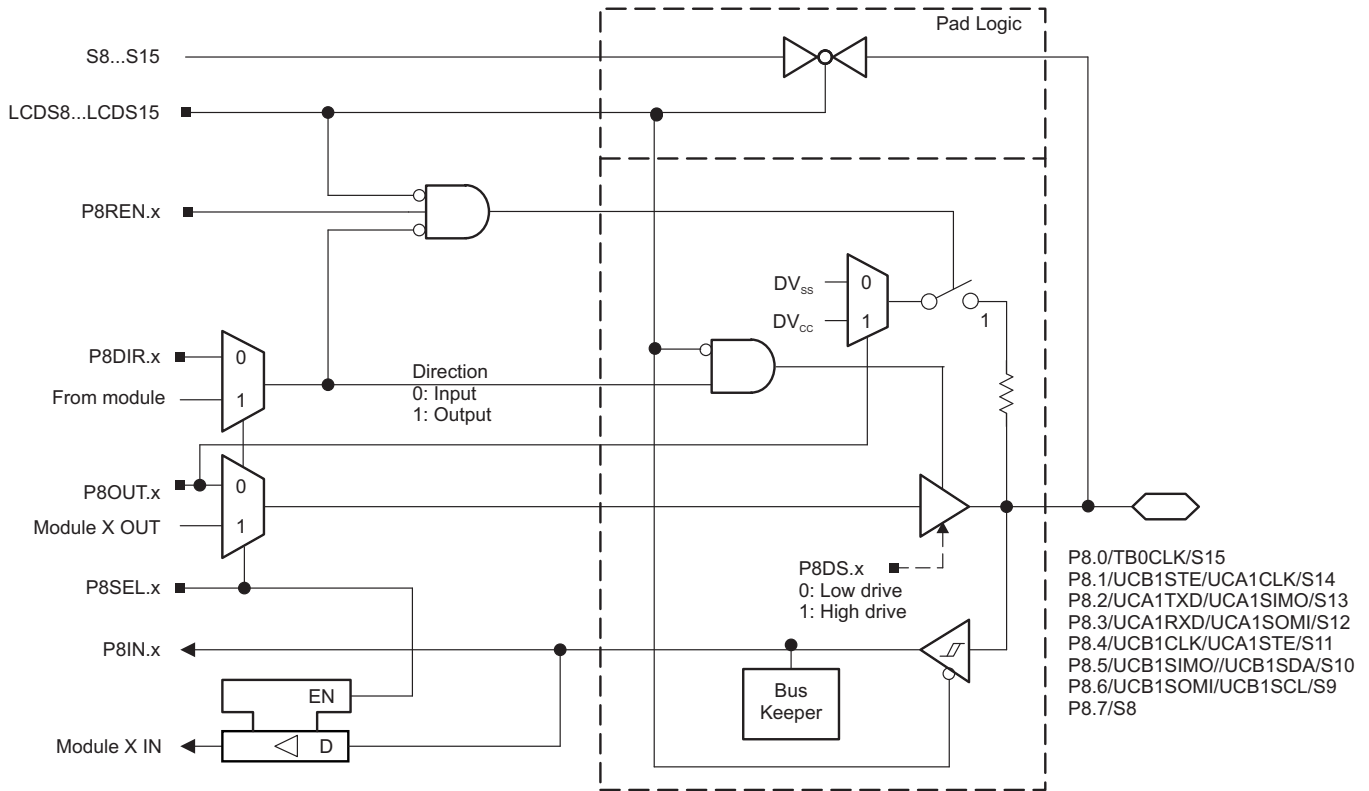 Pad Logic
S8...S15
LCDS8...LCDS15
P8REN.x
DVSS
0
DVCC
1
1
P8DIR.x
0
From module
1
Direction
0: Input
1: Output
P8OUT.x
0
Module X OUT
1
P8SEL.x
P8DS.x
0: Low drive
1: High drive
P8IN.x
EN
Bus
Keeper
Module X IN
D
P8.0/TB0CLK/S15
P8.1/UCB1STE/UCA1CLK/S14
P8.2/UCA1TXD/UCA1SIMO/S13
P8.3/UCA1RXD/UCA1SOMI/S12
P8.4/UCB1CLK/UCA1STE/S11
P8.5/UCB1SIMO//UCB1SDA/S10
P8.6/UCB1SOMI/UCB1SCL/S9
P8.7/S8